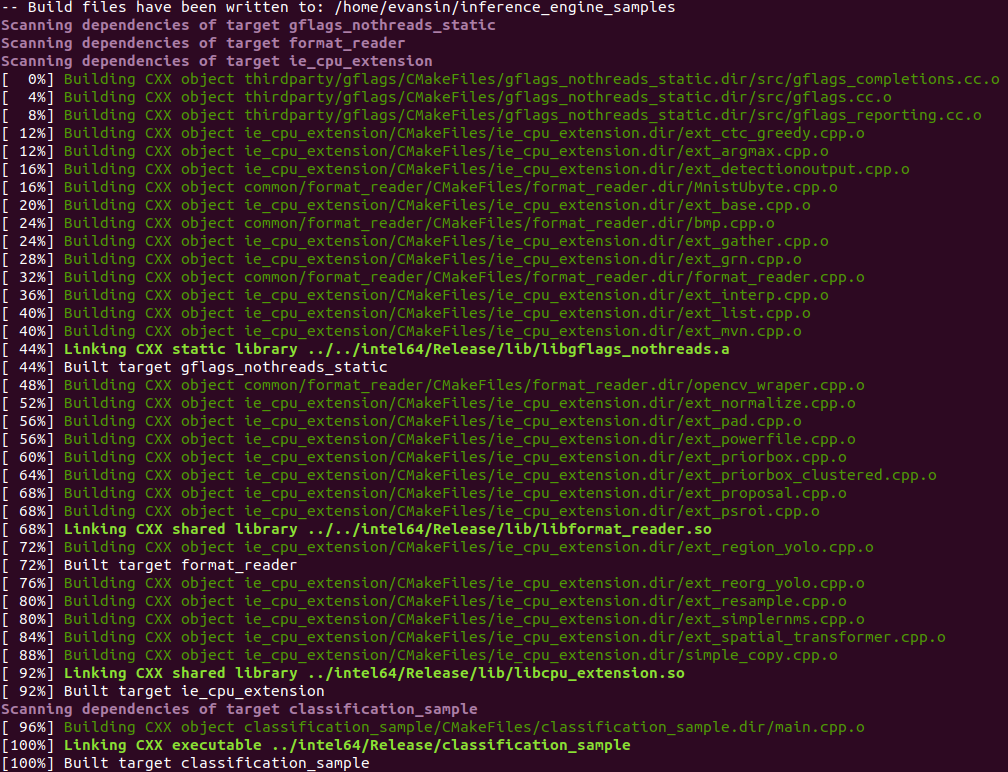 -- Build files have been written to: /home/evansin/inference_engine_samples
Scanning dependencies of target gflags_nothreads_static
Scanning dependencies of target format_reader
Scanning dependencies of target ie_cpu_extension
[  0%] Building CXX object thirdparty/gflags/CMakeFiles/gflags_nothreads_static.dir/src/gflags_completions.cc.o
[  4%] Building CXX object thirdparty/gflags/CMakeFiles/gflags_nothreads_static.dir/src/gflags.cc.o
[  8%] Building CXX object thirdparty/gflags/CMakeFiles/gflags_nothreads_static.dir/src/gflags_reporting.cc.o
[ 12%] Building CXX object ie_cpu_extension/CMakeFiles/ie_cpu_extension.dir/ext_ctc_greedy.cpp.o
[ 12%] Building CXX object ie_cpu_extension/CMakeFiles/ie_cpu_extension.dir/ext_argmax.cpp.o
[ 16%] Building CXX object ie_cpu_extension/CMakeFiles/ie_cpu_extension.dir/ext_detectionoutput.cpp.o
[ 16%] Building CXX object common/format_reader/CMakeFiles/format_reader.dir/MnistUbyte.cpp.o
[ 20%] Building CXX object ie_cpu_extension/CMakeFiles/ie_cpu_extension.dir/ext_base.cpp.o
[ 24%] Building CXX object common/format_reader/CMakeFiles/format_reader.dir/bmp.cpp.o
[ 24%] Building CXX object ie_cpu_extension/CMakeFiles/ie_cpu_extension.dir/ext_gather.cpp.o
[ 28%] Building CXX object ie_cpu_extension/CMakeFiles/ie_cpu_extension.dir/ext_grn.cpp.o
[ 32%] Building CXX object common/format_reader/CMakeFiles/format_reader.dir/format_reader.cpp.o
[ 36%] Building CXX object ie_cpu_extension/CMakeFiles/ie_cpu_extension.dir/ext_interp.cpp.o
[ 40%] Building CXX object ie_cpu_extension/CMakeFiles/ie_cpu_extension.dir/ext_list.cpp.o
[ 40%] Building CXX object ie_cpu_extension/CMakeFiles/ie_cpu_extension.dir/ext_mvn.cpp.o
[ 44%] Linking CXX static library ../../intel64/Release/lib/libgflags_nothreads.a
[ 44%] Built target gflags_nothreads_static
[ 48%] Building CXX object common/format_reader/CMakeFiles/format_reader.dir/opencv_wraper.cpp.o
[ 52%] Building CXX object ie_cpu_extension/CMakeFiles/ie_cpu_extension.dir/ext_normalize.cpp.o
[ 56%] Building CXX object ie_cpu_extension/CMakeFiles/ie_cpu_extension.dir/ext_pad.cpp.o
[ 56%] Building CXX object ie_cpu_extension/CMakeFiles/ie_cpu_extension.dir/ext_powerfile.cpp.o
[ 60%] Building CXX object ie_cpu_extension/CMakeFiles/ie_cpu_extension.dir/ext_priorbox.cpp.o
[ 64%] Building CXX object ie_cpu_extension/CMakeFiles/ie_cpu_extension.dir/ext_priorbox_clustered.cpp.o
[ 68%] Building CXX object ie_cpu_extension/CMakeFiles/ie_cpu_extension.dir/ext_proposal.cpp.o
[ 68%] Building CXX object ie_cpu_extension/CMakeFiles/ie_cpu_extension.dir/ext_psroi.cpp.o
[ 68%] Linking CXX shared library ../../intel64/Release/lib/libformat_reader.so
[ 72%] Building CXX object ie_cpu_extension/CMakeFiles/ie_cpu_extension.dir/ext_region_yolo.cpp.o
[ 72%] Built target format_reader
[ 76%] Building CXX object ie_cpu_extension/CMakeFiles/ie_cpu_extension.dir/ext_reorg_yolo.cpp.o
[ 80%] Building CXX object ie_cpu_extension/CMakeFiles/ie_cpu_extension.dir/ext_resample.cpp.o
[ 80%] Building CXX object ie_cpu_extension/CMakeFiles/ie_cpu_extension.dir/ext_simplernms.cpp.o
[ 84%] Building CXX object ie_cpu_extension/CMakeFiles/ie_cpu_extension.dir/ext_spatial_transformer.cpp.o
[ 88%] Building CXX object ie_cpu_extension/CMakeFiles/ie_cpu_extension.dir/simple_copy.cpp.o
[ 92%] Linking CXX shared library ../intel64/Release/lib/libcpu_extension.so
[ 92%] Built target ie_cpu_extension
Scanning dependencies of target classification_sample
[ 96%] Building CXX object classification_sample/CMakeFiles/classification_sample.dir/main.cpp.o
[100%] Linking CXX executable ../intel64/Release/classification_sample
[100%] Built target classification_sample